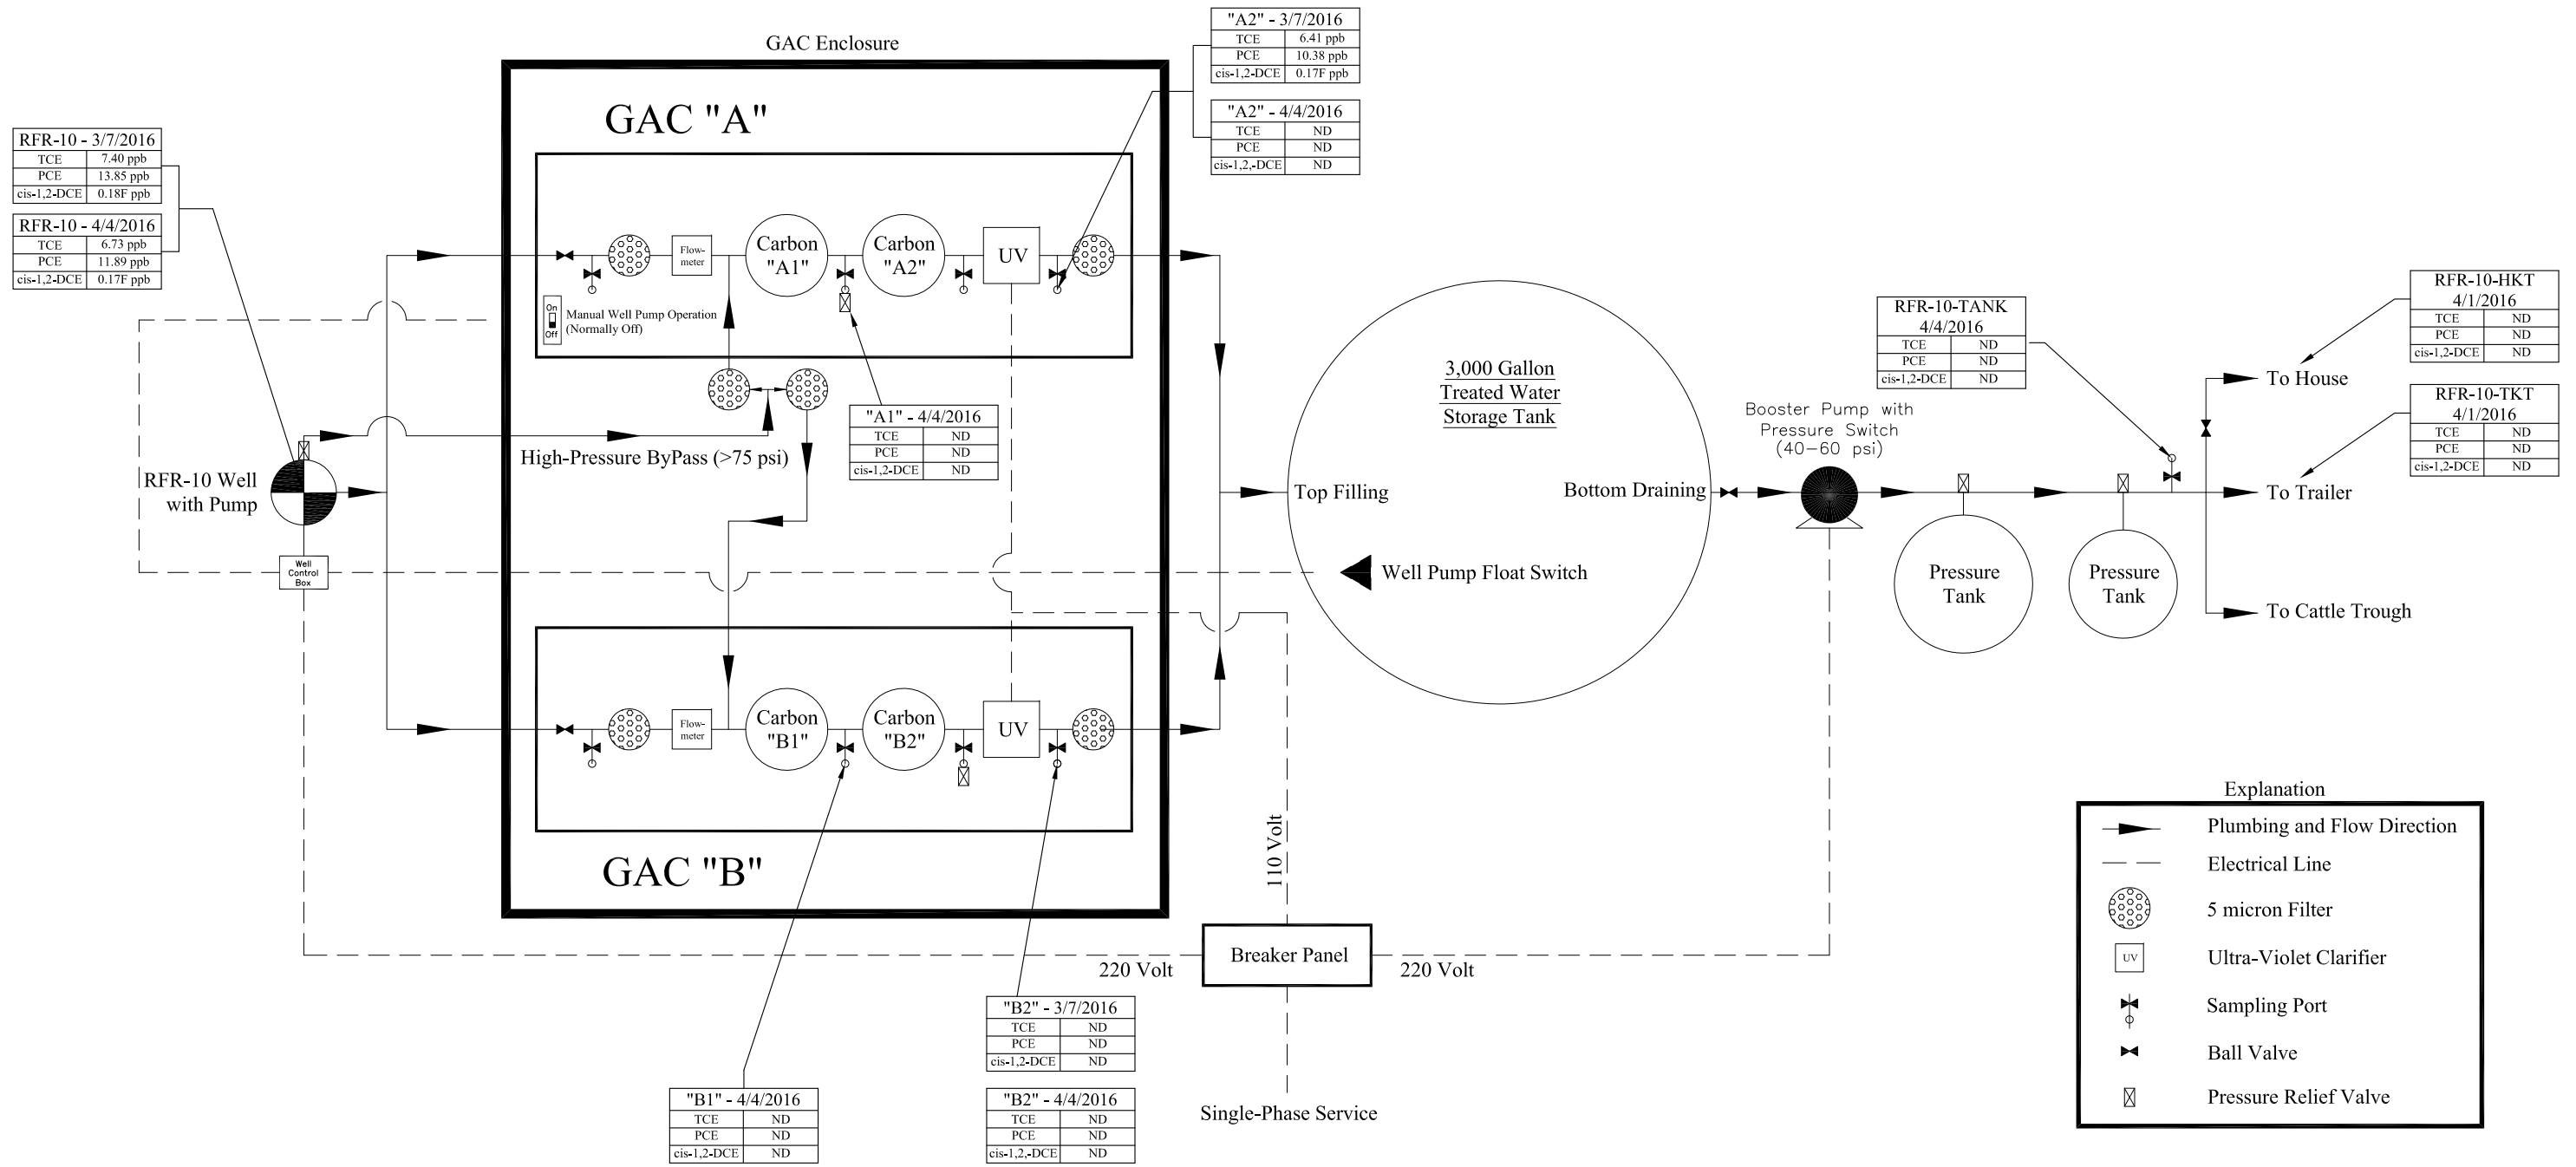 GAC Enclosure
"A2" - 3/7/2016
TCE 6.41 ppb
PCE 10.38 ppb
cis-1,2-DCE 0.17F ppb
"A2" - 4/4/2016
TCE ND
PCE ND
cis-1,2,-DCE ND
GAC "A"
RFR-10 - 3/7/2016
TCE 7.40 ppb
PCE 13.85 ppb
cis-1,2-DCE 0.18F ppb
RFR-10 - 4/4/2016
TCE 6.73 ppb
PCE 11.89 ppb
cis-1,2-DCE 0.17F ppb
Flow-
meter
Carbon
"A1"
Carbon
"A2"
UV
On
Off
Manual Well Pump Operation
(Normally Off)
"A1" - 4/4/2016
TCE ND
PCE ND
cis-1,2-DCE ND
High-Pressure ByPass (>75 psi)
RFR-10 Well
with Pump
Well
Control
Box
3,000 Gallon
Treated Water
Storage Tank
Top Filling
Bottom Draining
Well Pump Float Switch
Booster Pump with
Pressure Switch
(40-60 psi)
RFR-10-TANK
4/4/2016
TCE ND
PCE ND
cis-1,2-DCE ND
Pressure
Tank
Pressure
Tank
RFR-10-HKT
4/1/2016
TCE ND
PCE ND
cis-1,2-DCE ND
To House
RFR-10-TKT
4/1/2016
TCE ND
PCE ND
cis-1,2-DCE ND
To Trailer
To Cattle Trough
Flow-
meter
Carbon
"B1"
Carbon
"B2"
UV
GAC "B"
110 Volt
220 Volt
Breaker Panel
220 Volt
Single-Phase Service
"B2" - 3/7/2016
TCE ND
PCE ND
cis-1,2-DCE ND
"B1" - 4/4/2016
TCE ND
PCE ND
cis-1,2-DCE ND
"B2" - 4/4/2016
TCE ND
PCE ND
cis-1,2,-DCE ND
Explanation
Plumbing and Flow Direction
Electrical Line
5 micron Filter
UV Ultra-Violet Clarifier
Sampling Port
Ball Valve
Pressure Relief Valve